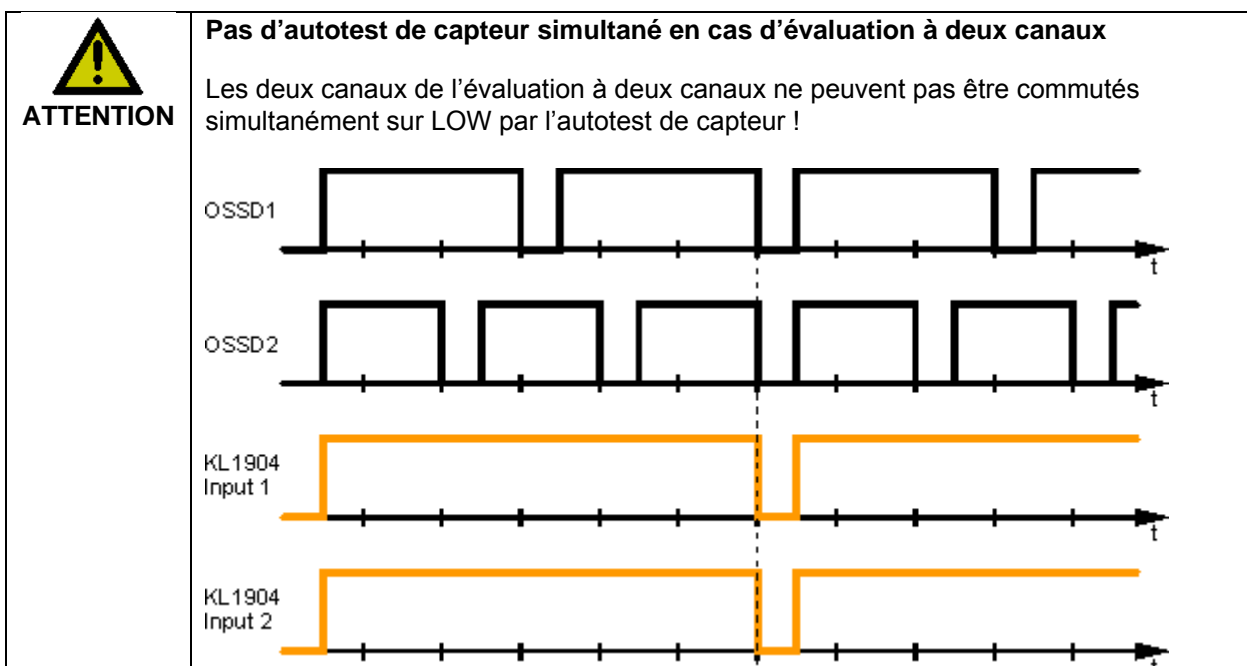 Pas d’autotest de capteur simultané en cas d’évaluation à deux canaux
ATTENTION
Les deux canaux de l’évaluation à deux canaux ne peuvent pas être commutés
simultanément sur LOW par l’autotest de capteur !
OSSD1
t
OSSD2
t
KL1904
Input 1
t
KL1904
Input 2
t